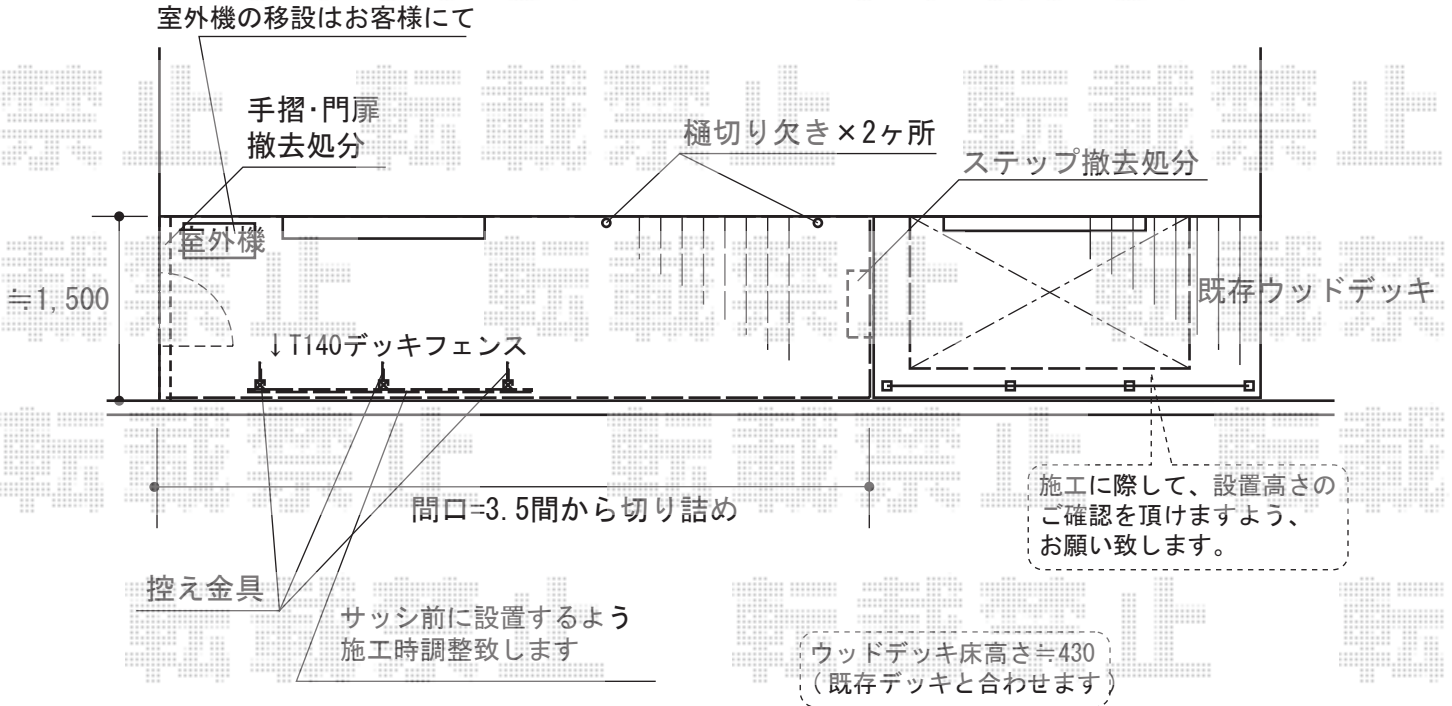 室外機の移設はお客様にて
手摺・門扉
撤去処分
樋切り欠き×2ヶ所
ステップ撤去処分
室外機
≒1,500
既存ウッドデッキ
↓T140デッキフェンス
間口=3.5間から切り詰め
施工に際して、設置高さの
ご確認を頂けますよう、
お願い致します。
控え金具
サッシ前に設置するよう
施工時調整致します
ウッドデッキ床高さ≒430
(既存デッキと合わせます)
転載禁止